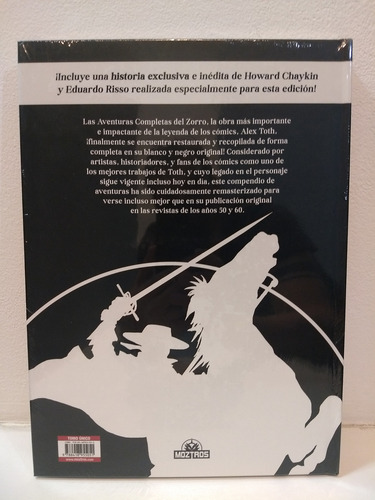 ¡Incluye una historia exclusiva e inédita de Howard Chaykin
y Eduardo Risso realizada especialmente para esta edición!
Las Aventuras Completas del Zorro, la obra más importante
e impactante de la leyenda de los cómics, Alex Toth,
¡finalmente se encuentra restaurada y recopilada de forma
completa en su blanco y negro original! Considerado por
artistas, historiadores, y fans de los cómics como uno de
los mejores trabajos de Toth, y cuyo legado en el personaje
sigue vigente incluso hoy en día, este compendio de
aventuras ha sido cuidadosamente remasterizado para
verse incluso mejor que en su publicación original
en las revistas de los años 50 y 60.
TOMO ÚNICO
MOZTROS